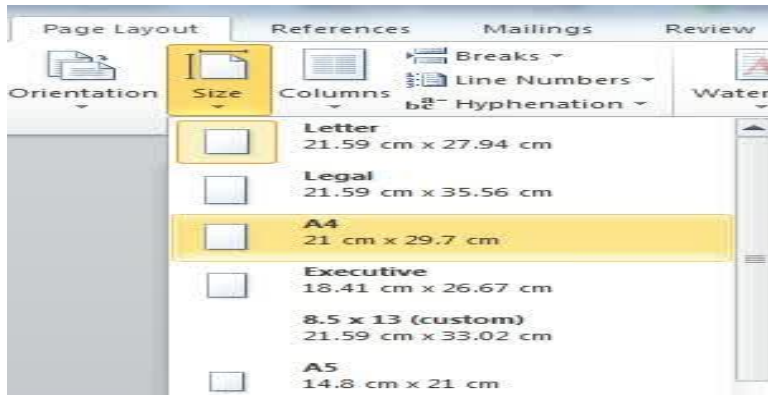 Page Layout References Mailings Review
Breaks
Line Numbers
Orientation Size Columns Hyphenation Water
Letter
21.59 cm x 27.94 cm
Legal
21.59 cm x 35.56 cm
A4
21 cm x 29.7 cm
Executive
18.41 cm x 26.67 cm
8.5 x 13 (custom)
21.59 cm x 33.02 cm
A5
14.8 cm x 21 cm